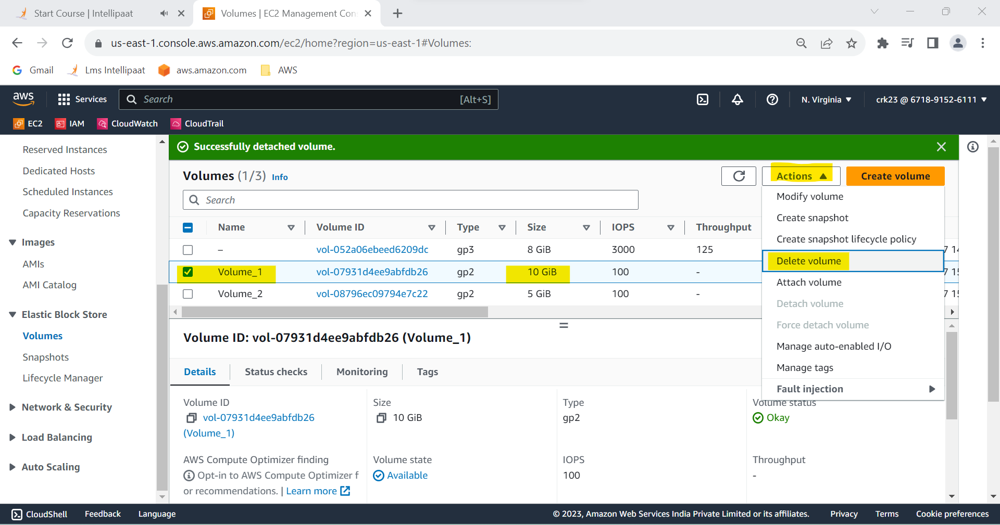 Start Course | Intellipaat
Volumes | EC2 Management Con
us-east-1.console.aws.amazon.com/ec2/home?region=us-east-1#Volumes:
Gmail Lms Intellipaat aws.amazon.com AWS
aws Services Search [Alt+S] N. Virginia crk23 @ 6718-9152-6111
EC2 IAM CloudWatch CloudTrail
Reserved Instances
Dedicated Hosts
Scheduled Instances
Capacity Reservations
Images
AMIs
AMI Catalog
Elastic Block Store
Volumes
Snapshots
Lifecycle Manager
Network & Security
Load Balancing
Auto Scaling
Successfully detached volume.
Volumes (1/3) Info
Actions Create volume
Search
Name Volume ID Type Size IOPS Throughput
– vol-052a06ebeed6209dc gp3 8 GiB 3000 125
Volume_1 vol-07931d4ee9abfdb26 gp2 10 GiB 100 -
Volume_2 vol-08796ec09794e7c22 gp2 5 GiB 100 -
Modify volume
Create snapshot
Create snapshot lifecycle policy
Delete volume
Attach volume
Detach volume
Force detach volume
Manage auto-enabled I/O
Manage tags
Fault injection
Volume ID: vol-07931d4ee9abfdb26 (Volume_1)
Details Status checks Monitoring Tags
Volume ID
vol-07931d4ee9abfdb26
(Volume_1)
Size
10 GiB
Type
gp2
Volume status
Okay
AWS Compute Optimizer finding
Opt-in to AWS Compute Optimizer f
or recommendations. | Learn more
Volume state
Available
IOPS
100
Throughput
-
CloudShell Feedback Language © 2023, Amazon Web Services India Private Limited or its affiliates. Privacy Terms Cookie preferences